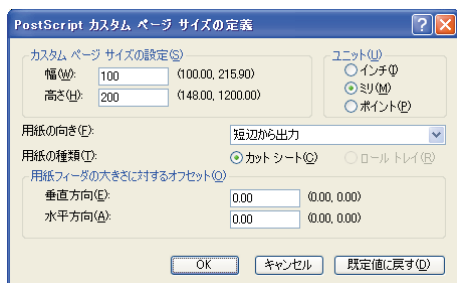 PostScript カスタム ページ サイズの定義
カスタム ページ サイズの設定(S)
幅(W): 100 (100.00, 215.90)
高さ(H): 200 (148.00, 1200.00)
ユニット(U)
インチ(I)
ミリ(M)
ポイント(P)
用紙の向き(F): 短辺から出力
用紙の種類(T): カット シート(C) ロール トレイ(R)
用紙フィーダの大きさに対するオフセット(O)
垂直方向(E): 0.00 (0.00, 0.00)
水平方向(A): 0.00 (0.00, 0.00)
OK キャンセル 既定値に戻す(D)